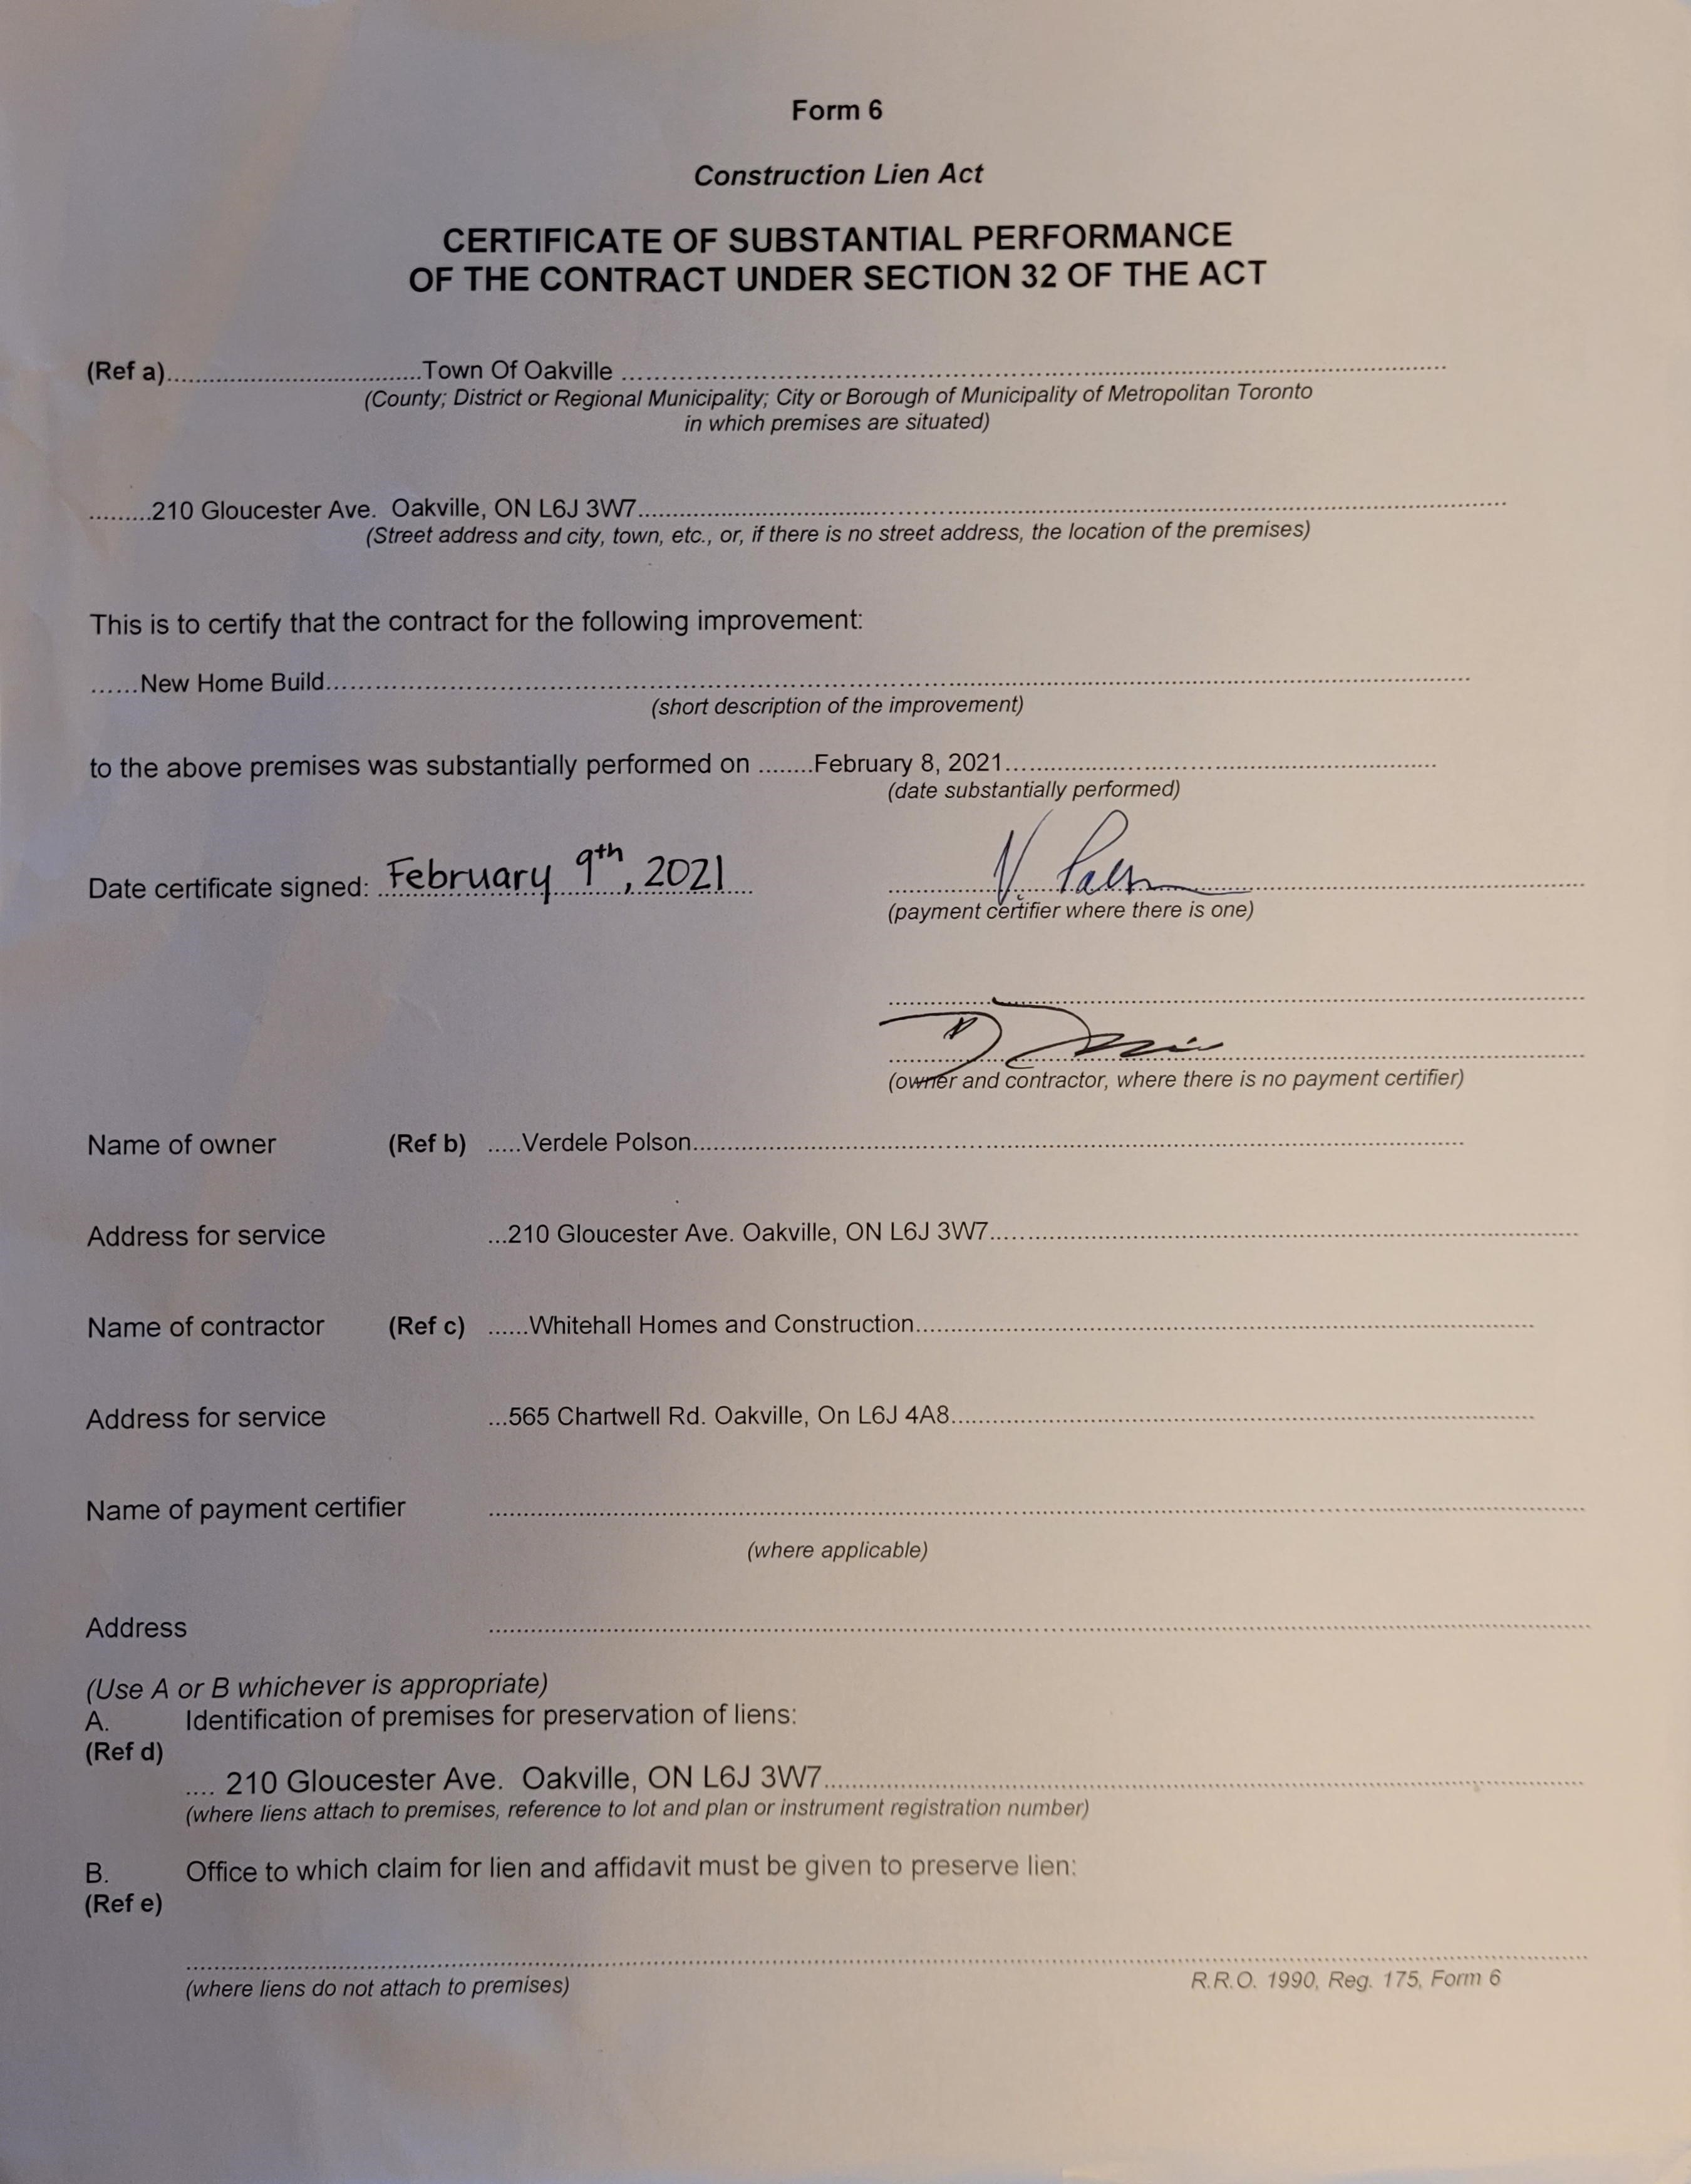 Form 6
Construction Lien Act
CERTIFICATE OF SUBSTANTIAL PERFORMANCE
OF THE CONTRACT UNDER SECTION 32 OF THE ACT
(Ref a)......................................Town Of Oakville ..........................................................................................
(County; District or Regional Municipality; City or Borough of Municipality of Metropolitan Toronto
in which premises are situated)
.........210 Gloucester Ave. Oakville, ON L6J 3W7..........................................................................................
(Street address and city, town, etc., or, if there is no street address, the location of the premises)
This is to certify that the contract for the following improvement:
......New Home Build..........................................................................................
(short description of the improvement)
to the above premises was substantially performed on ........February 8, 2021..........................................................
(date substantially performed)
Date certificate signed: February 9th, 2021
(payment certifier where there is one)
(owner and contractor, where there is no payment certifier)
Name of owner (Ref b) .....Verdele Polson..........................................................................................
Address for service ...210 Gloucester Ave. Oakville, ON L6J 3W7..........................................................................................
Name of contractor (Ref c) ......Whitehall Homes and Construction..........................................................................................
Address for service ...565 Chartwell Rd. Oakville, On L6J 4A8..........................................................................................
Name of payment certifier ..........................................................................................
(where applicable)
Address ..........................................................................................
(Use A or B whichever is appropriate)
A. Identification of premises for preservation of liens:
(Ref d)
.... 210 Gloucester Ave. Oakville, ON L6J 3W7..........................................................................................
(where liens attach to premises, reference to lot and plan or instrument registration number)
B. Office to which claim for lien and affidavit must be given to preserve lien:
(Ref e)
..........................................................................................
(where liens do not attach to premises) R.R.O. 1990, Reg. 175, Form 6